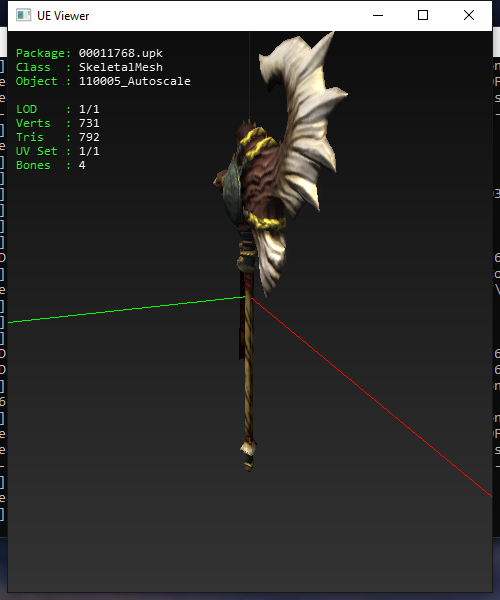 UE Viewer
Package: 00011768.upk
Class : SkeletalMesh
Object : 110005_Autoscale
LOD : 1/1
Verts : 731
Tris : 792
UV Set : 1/1
Bones : 4